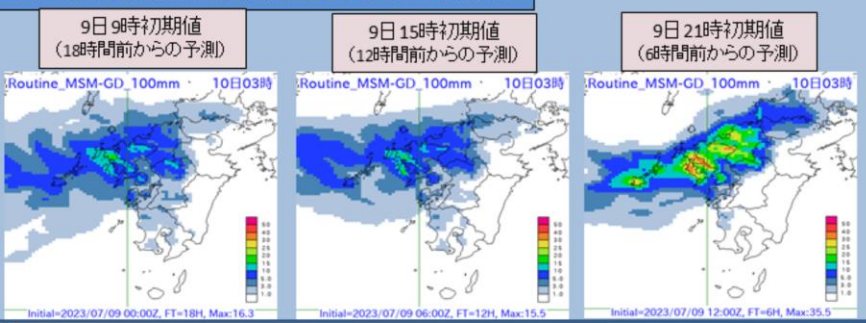 9日9時初期値
(18時間前からの予測)
9日15時初期値
(12時間前からの予測)
9日21時初期値
(6時間前からの予測)
Routine_MSM-GD_100mm 10日03時
Routine_MSM-GD_100mm 10日03時
Routine_MSM-GD_100mm 10日03時
50
40
30
25
20
15
10
5.0
3.0
1.0
50
40
30
25
20
15
10
5.0
3.0
1.0
50
40
30
25
20
15
10
5.0
3.0
1.0
Initial=2023/07/09 00:00Z, FT=18H, Max:16.3
Initial=2023/07/09 06:00Z, FT=12H, Max:15.5
Initial=2023/07/09 12:00Z, FT=6H, Max:35.5